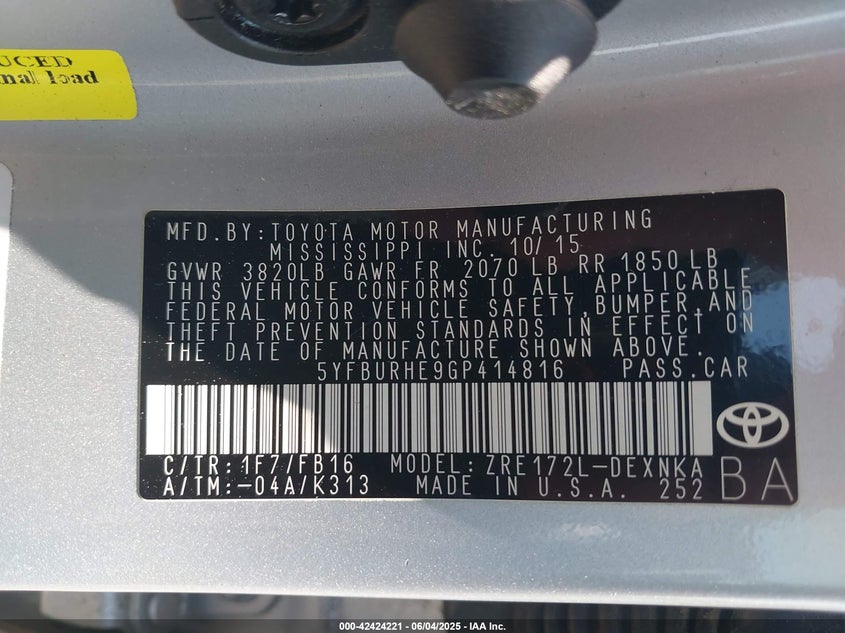 UCED
nal load
MFD.BY:TOYOTA MOTOR MANUFACTURING
MISSISSIPPI INC. 10/15
GVWR 3820LB GAWR FR 2070 LB RR 1850 LB
THIS VEHICLE CONFORMS TO ALL APPLICABLE
FEDERAL MOTOR VEHICLE SAFETY,BUMPER,AND
THEFT PREVENTION STANDARDS IN EFFECT ON
THE DATE OF MANUFACTURE SHOWN ABOVE.
5YFBURHE9GP414816 PASS.CAR
C/TR:1F7/FB16 MODEL: ZRE172L-DEXNKA
A/TM:-04A/K313 MADE IN U.S.A. 252 BA
000-42424221 - 06/04/2025 - IAA Inc.